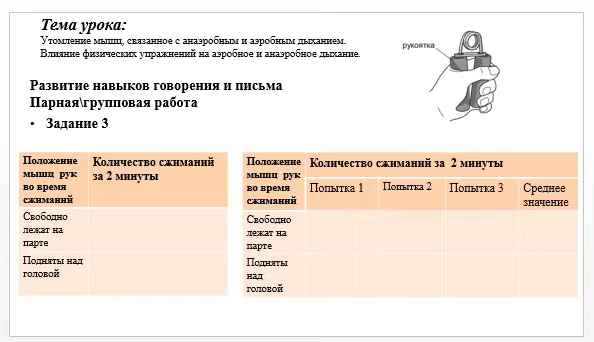 Тема урока:
Утомление мышц, связанное с анаэробным и аэробным дыханием.
Влияние физических упражнений на аэробное и анаэробное дыхание.
рукоятка
Развитие навыков говорения и письма
Парная\групповая работа
• Задание 3
Положение мышц рук во время сжиманий
Количество сжиманий за 2 минуты
Свободно лежат на парте
Подняты над головой
Положение мышц рук во время сжиманий
Количество сжиманий за 2 минуты
Попытка 1
Попытка 2
Попытка 3
Среднее значение
Свободно лежат на парте
Подняты над головой